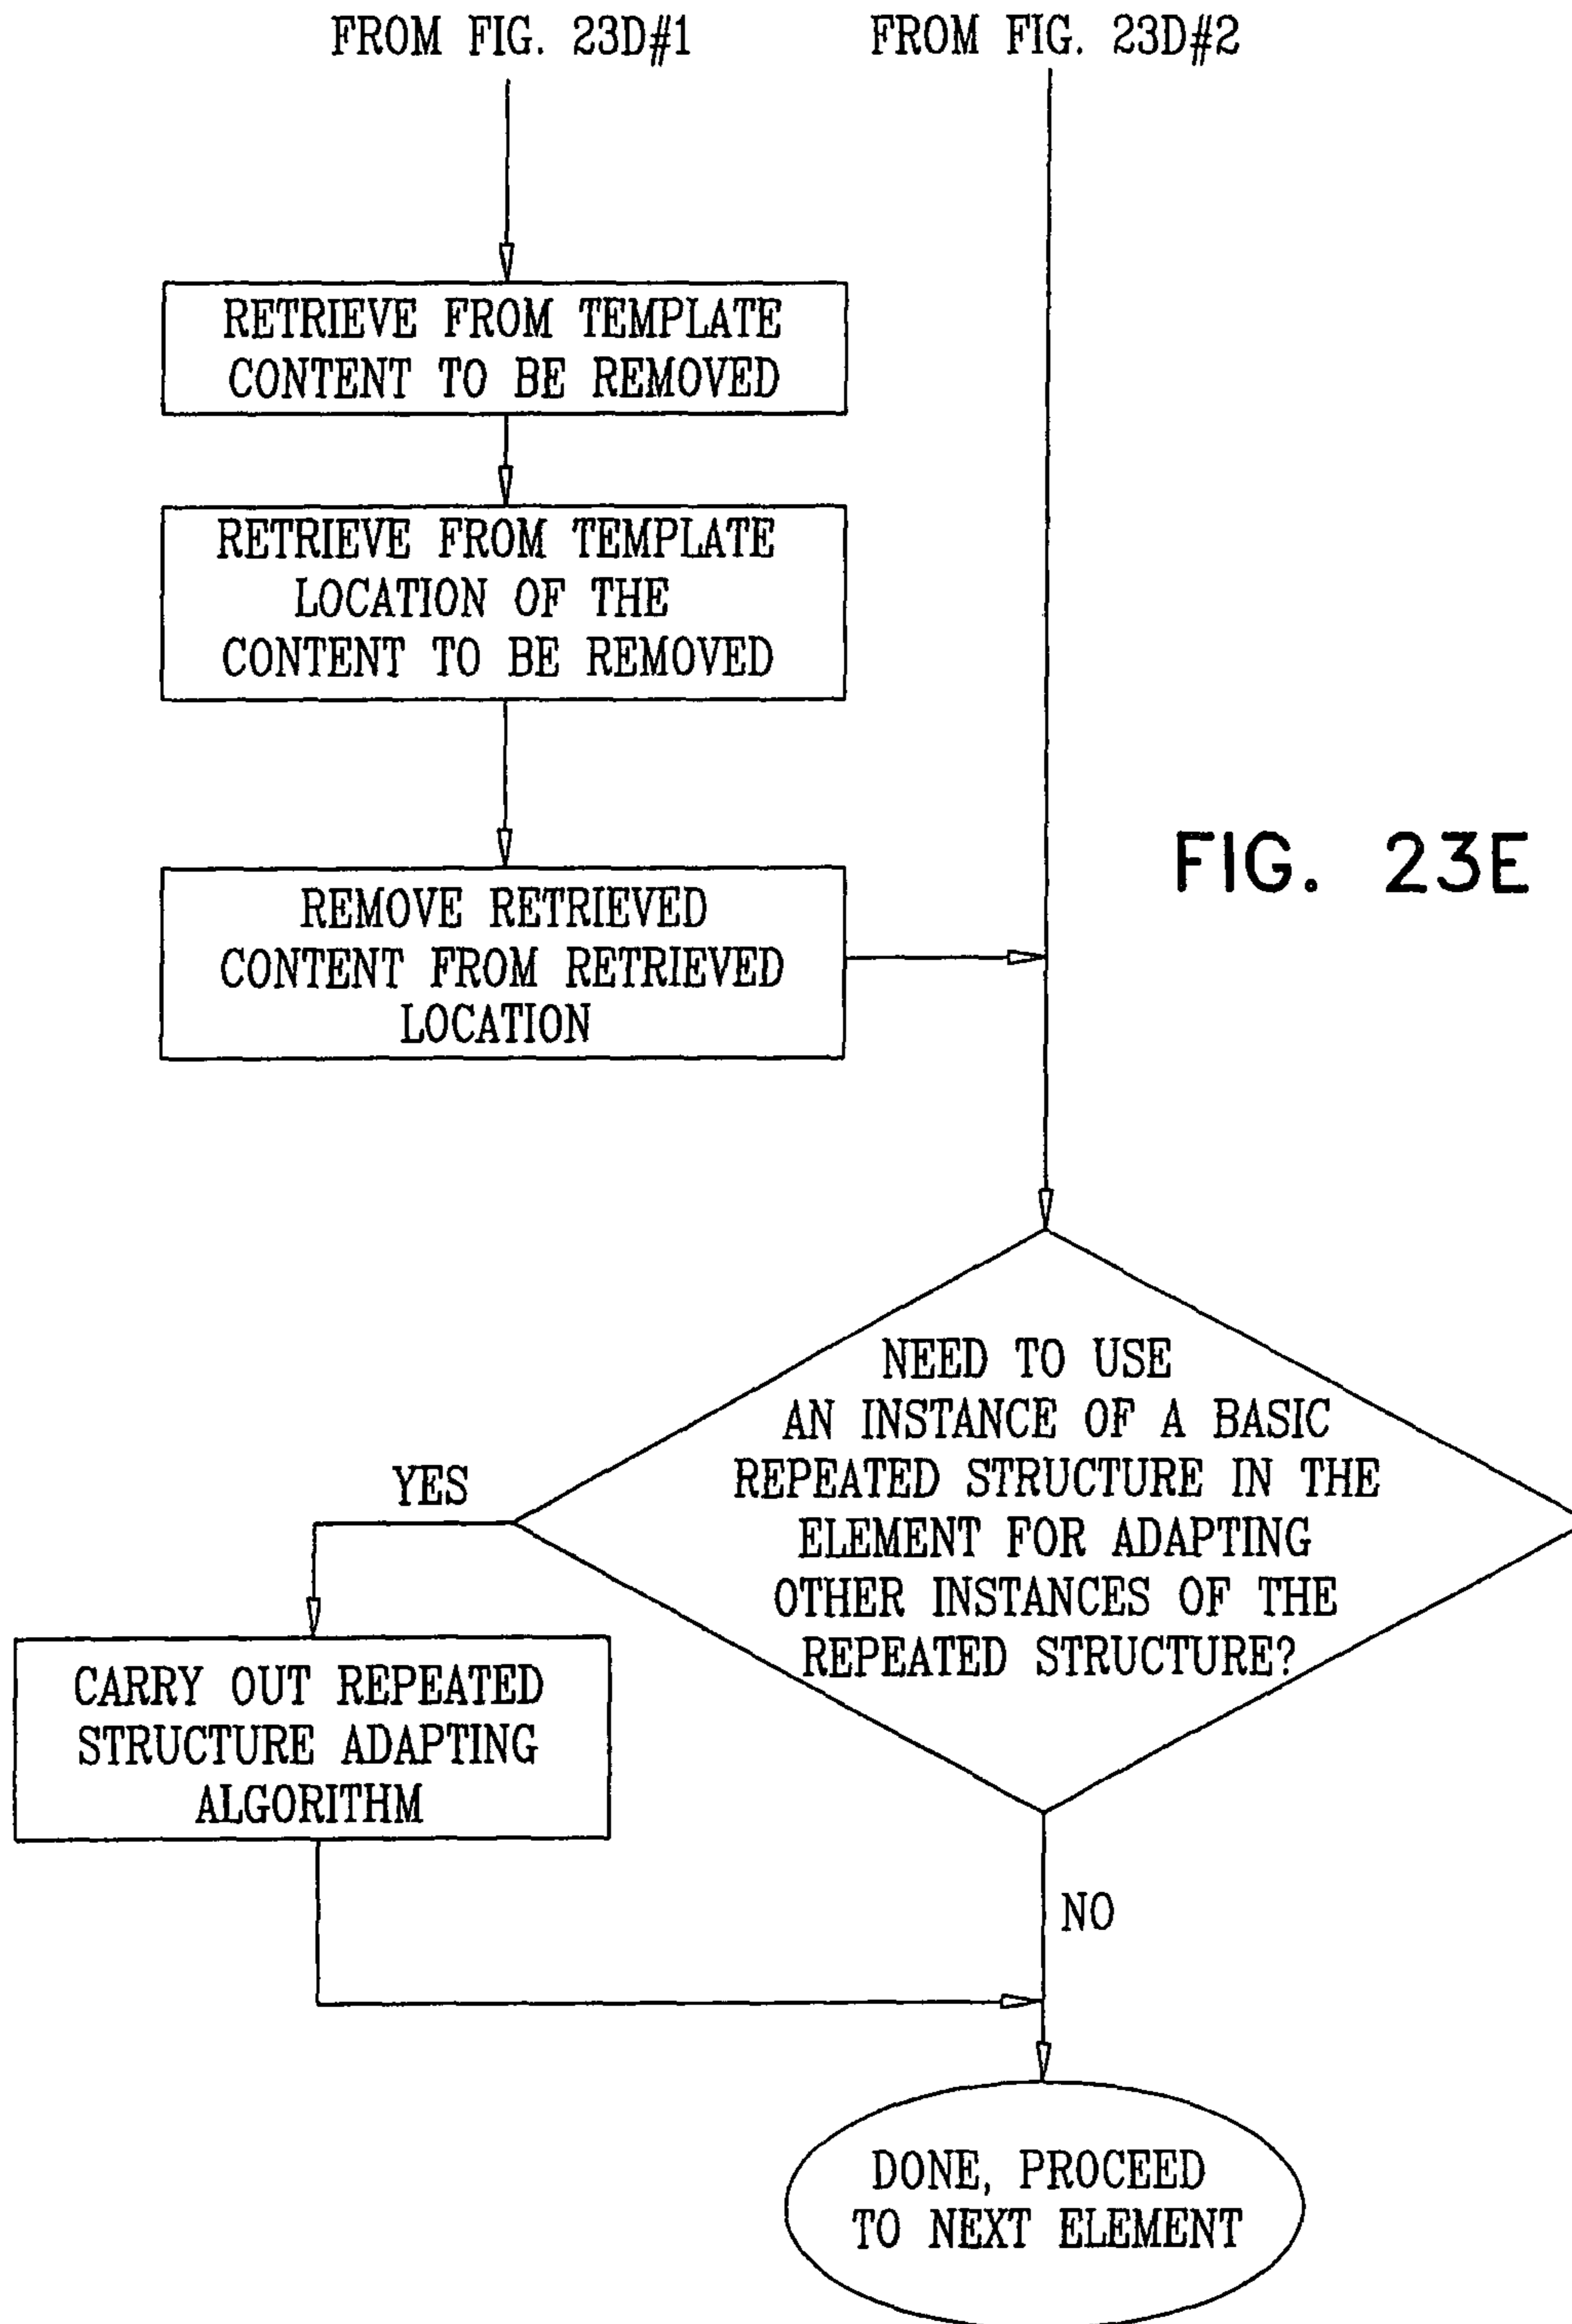 FROM FIG. 23D#1
FROM FIG. 23D#2
RETRIEVE FROM TEMPLATE
CONTENT TO BE REMOVED
RETRIEVE FROM TEMPLATE
LOCATION OF THE
CONTENT TO BE REMOVED
FIG. 23E
REMOVE RETRIEVED
CONTENT FROM RETRIEVED
LOCATION
NEED TO USE
AN INSTANCE OF A BASIC
REPEATED STRUCTURE IN THE
ELEMENT FOR ADAPTING
OTHER INSTANCES OF THE
REPEATED STRUCTURE?
YES
CARRY OUT REPEATED
STRUCTURE ADAPTING
ALGORITHM
NO
DONE, PROCEED
TO NEXT ELEMENT